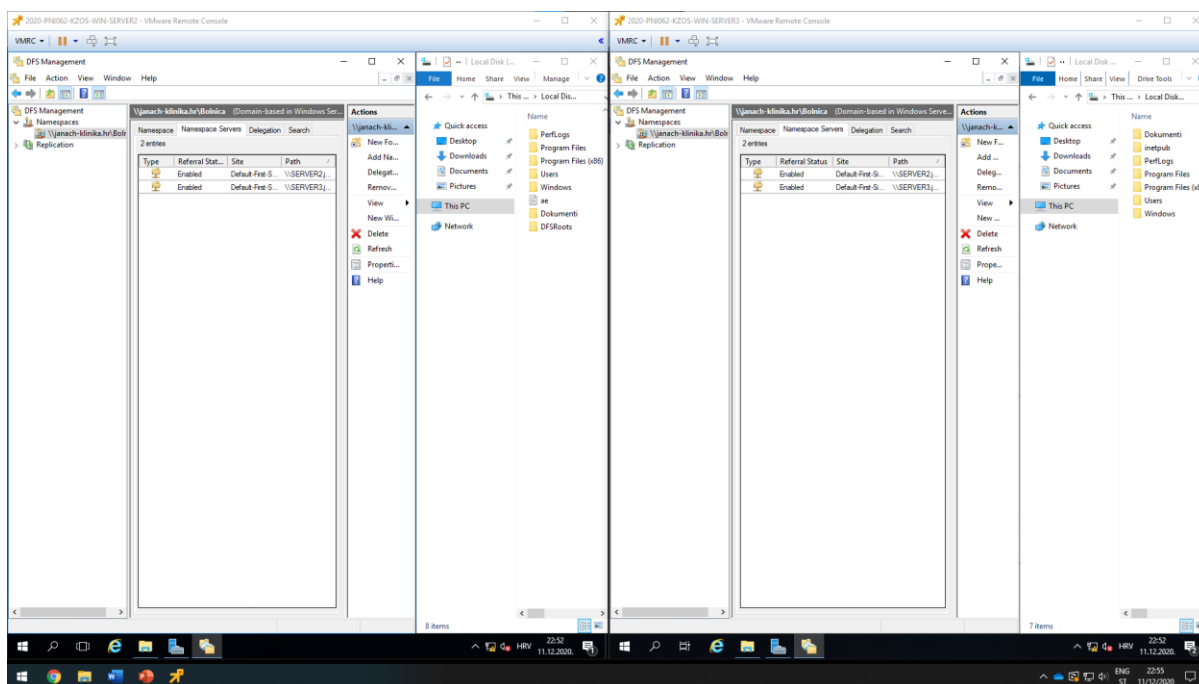 2020-PNI062-KZOS-WIN-SERVER2 - VMware Remote Console
VMRC
DFS Management
File Action View Window Help
DFS Management
Namespaces
\\janach-klinika.hr\Bolr
Replication
\\janach-klinika.hr\Bolnica (Domain-based in Windows Ser...
Namespace Namespace Servers Delegation Search
2 entries
Type Referral Stat... Site Path
Enabled Default-First-S... \\SERVER2.j...
Enabled Default-First-S... \\SERVER3.j...
Actions
\\janach-kli...
New Fo...
Add Na...
Delegat...
Remov...
View
New Wi...
Delete
Refresh
Properti...
Help
Local Disk (...
File Home Share View Manage
This ... Local Dis...
Quick access
Desktop
Downloads
Documents
Pictures
This PC
Network
Name
PerfLogs
Program Files
Program Files (x86)
Users
Windows
ae
Dokumenti
DFSRoots
8 items
HRV 22:52
11.12.2020.
2020-PNI062-KZOS-WIN-SERVER3 - VMware Remote Console
VMRC
DFS Management
File Action View Window Help
DFS Management
Namespaces
\\janach-klinika.hr\Bolr
Replication
\\janach-klinika.hr\Bolnica (Domain-based in Windows Serve...
Namespace Namespace Servers Delegation Search
2 entries
Type Referral Status Site Path
Enabled Default-First-Si... \\SERVER2.j...
Enabled Default-First-Si... \\SERVER3.j...
Actions
\\janach-k...
New F...
Add ...
Deleg...
Remo...
View
New ...
Delete
Refresh
Prope...
Help
Local Disk ...
File Home Share View Drive Tools
This ... Local Disk...
Quick access
Desktop
Downloads
Documents
Pictures
This PC
Network
Name
Dokumenti
inetpub
PerfLogs
Program Files
Program Files (x8
Users
Windows
7 items
HRV 22:52
11.12.2020.
ENG 22:55
ST 11/12/2020